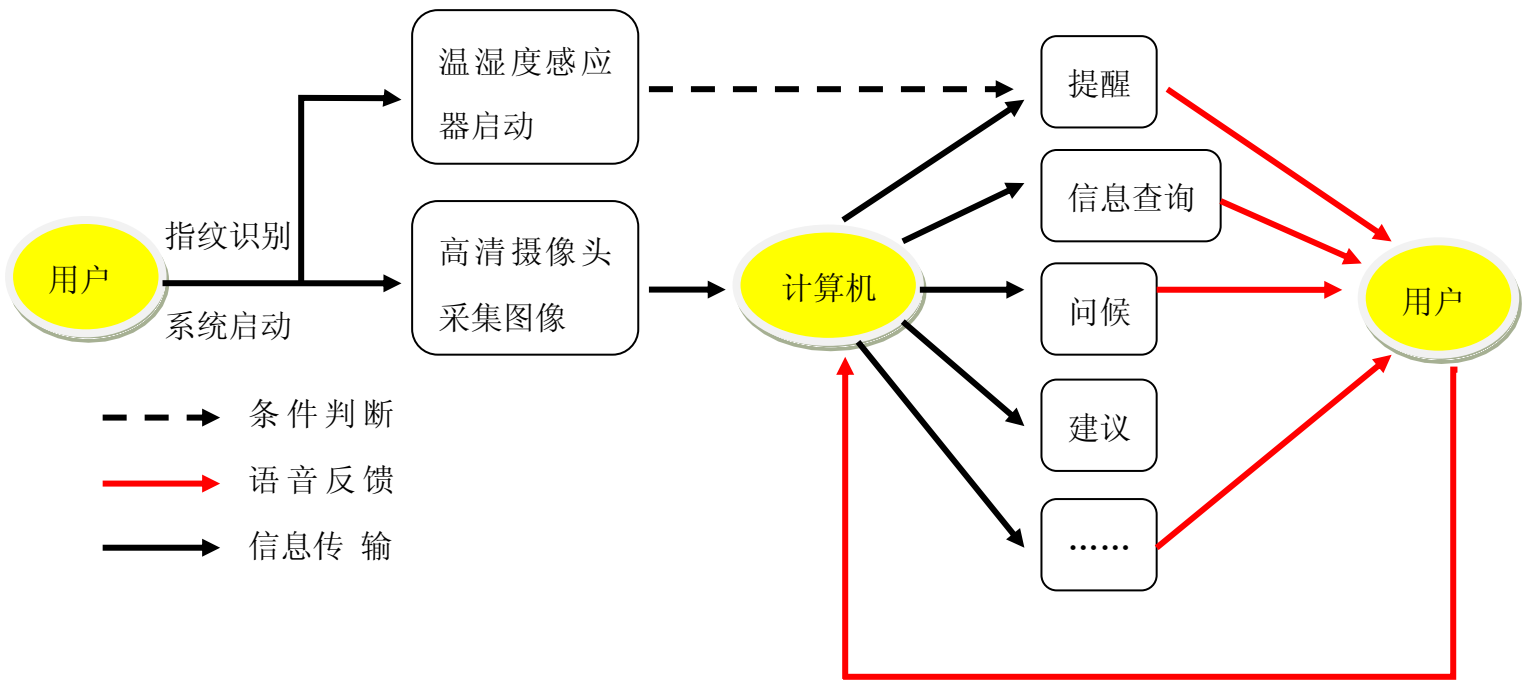 用户
指纹识别
系统启动
温湿度感应
器启动
高清摄像头
采集图像
计算机
提醒
信息查询
问候
建议
……
用户
条件判断
语音反馈
信息传 输